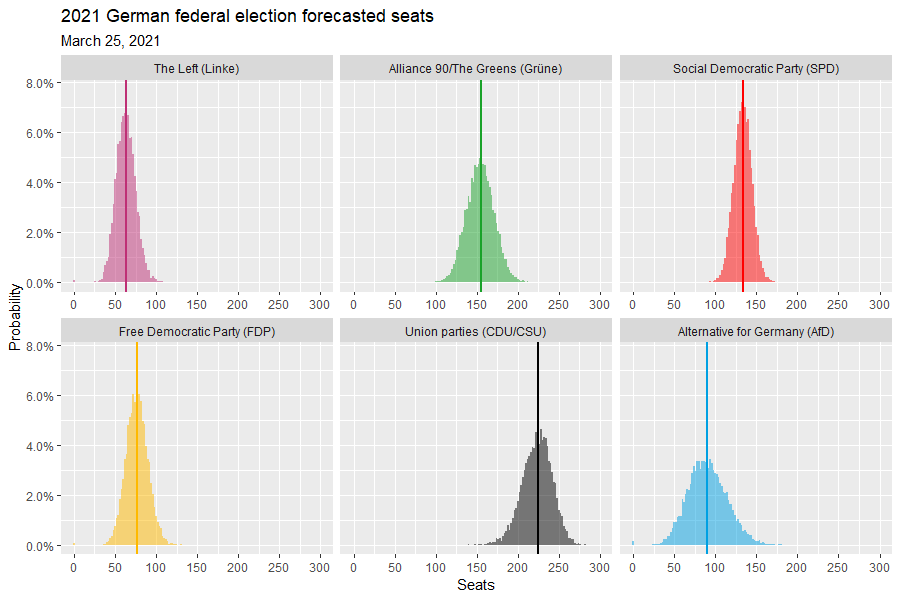 2021 German federal election forecasted seats
March 25, 2021
The Left (Linke) Alliance 90/The Greens (Grüne) Social Democratic Party (SPD)
8.0%
6.0%
4.0%
2.0%
0.0%
0 50 100 150 200 250 300 0 50 100 150 200 250 300 0 50 100 150 200 250 300
Probability
Free Democratic Party (FDP) Union parties (CDU/CSU) Alternative for Germany (AfD)
8.0%
6.0%
4.0%
2.0%
0.0%
0 50 100 150 200 250 300 0 50 100 150 200 250 300 0 50 100 150 200 250 300
Seats